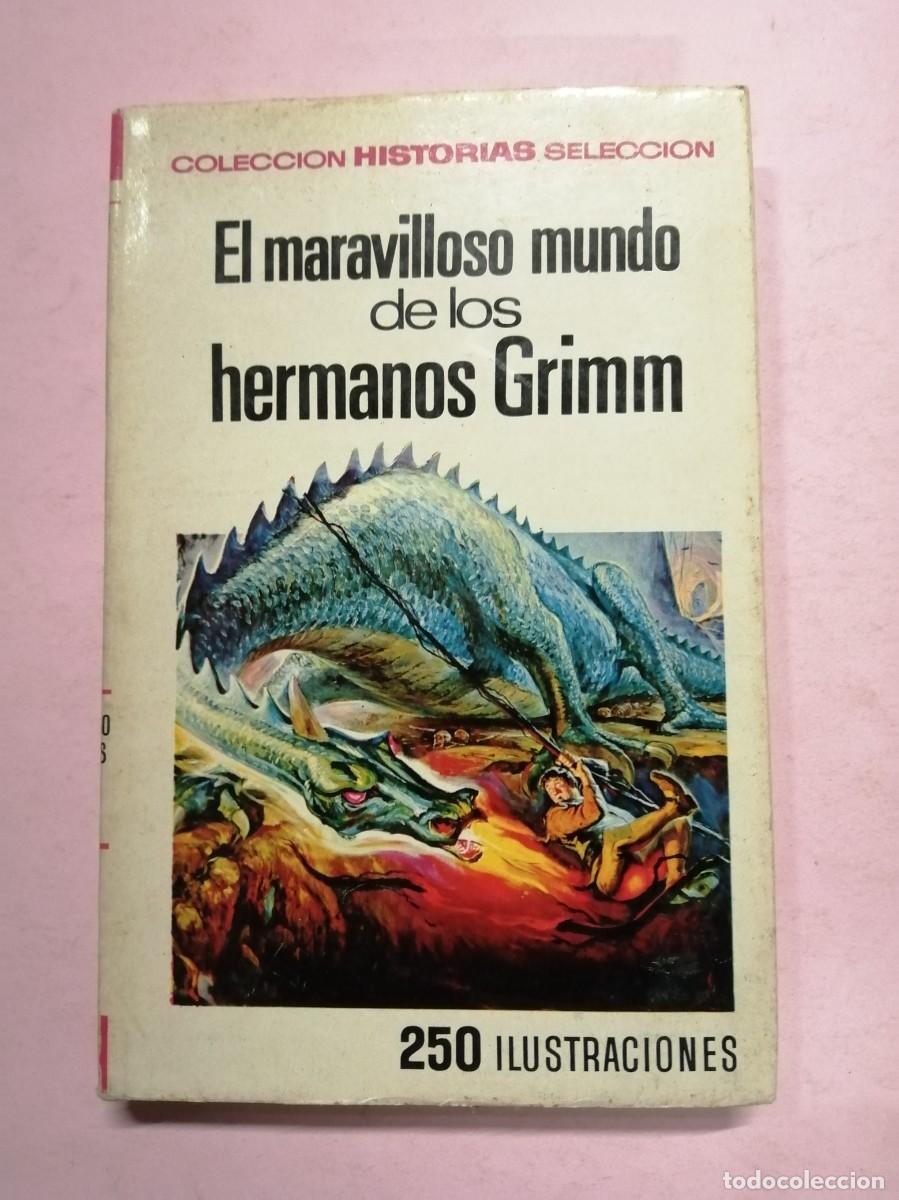 COLECCION HISTORIAS SELECCION
El maravilloso mundo
de los
hermanos Grimm
O
S
250 ILUSTRACIONES
todocoleccion